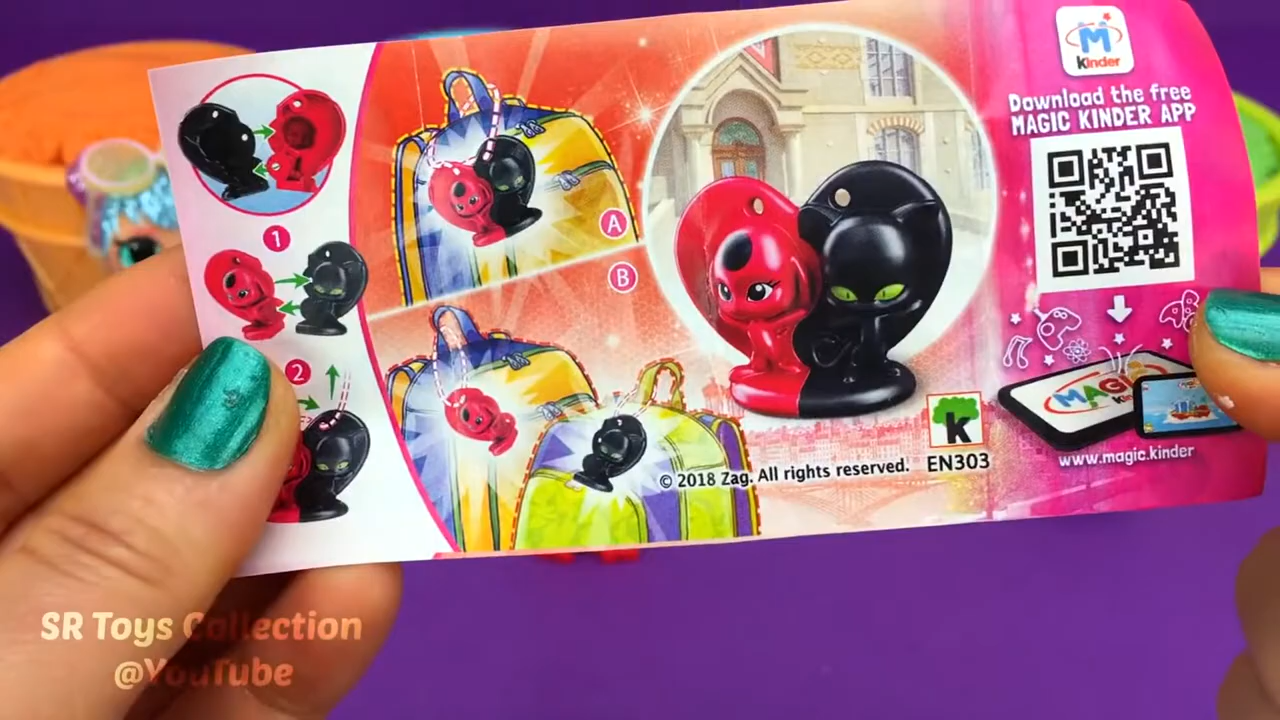 1
2
A
B
© 2018 Zag. All rights reserved.
K
EN303
M
Kinder
Download the free
MAGIC KINDER APP
MAGIC
www.magic.kinder
SR Toys Collection
@YouTube